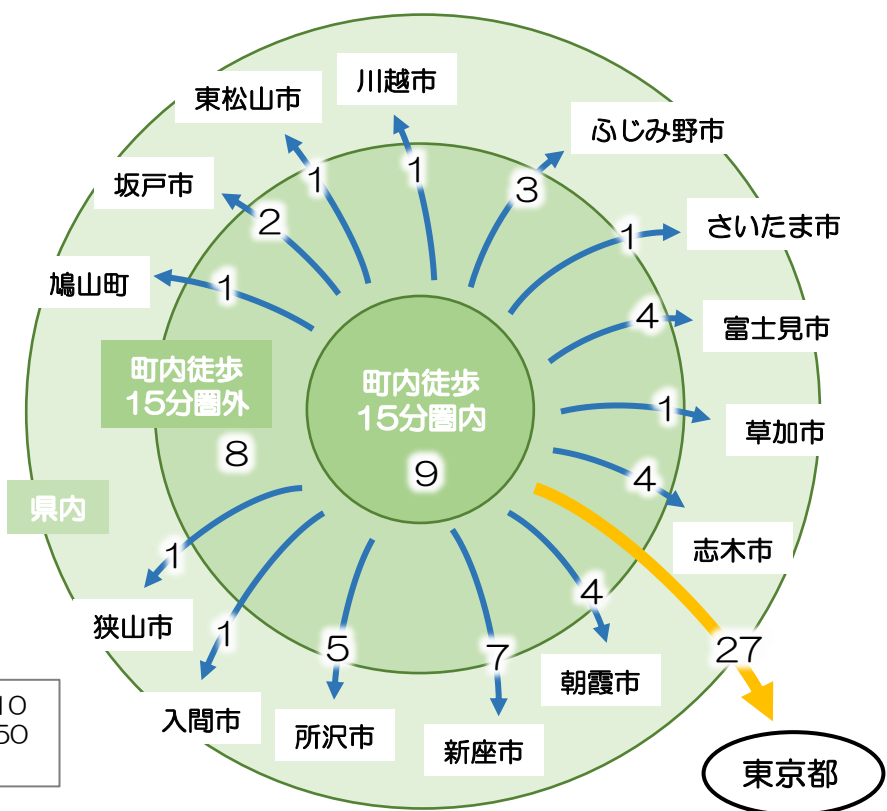 川越市
東松山市
ふじみ野市
坂戸市
さいたま市
鳩山町
富士見市
草加市
志木市
1
1
3
2
1
1
4
1
4
町内徒歩
15分圏外
8
町内徒歩
15分圏内
9
県内
1
1
5
7
4
27
狭山市
入間市
所沢市
新座市
朝霞市
東京都
10
50